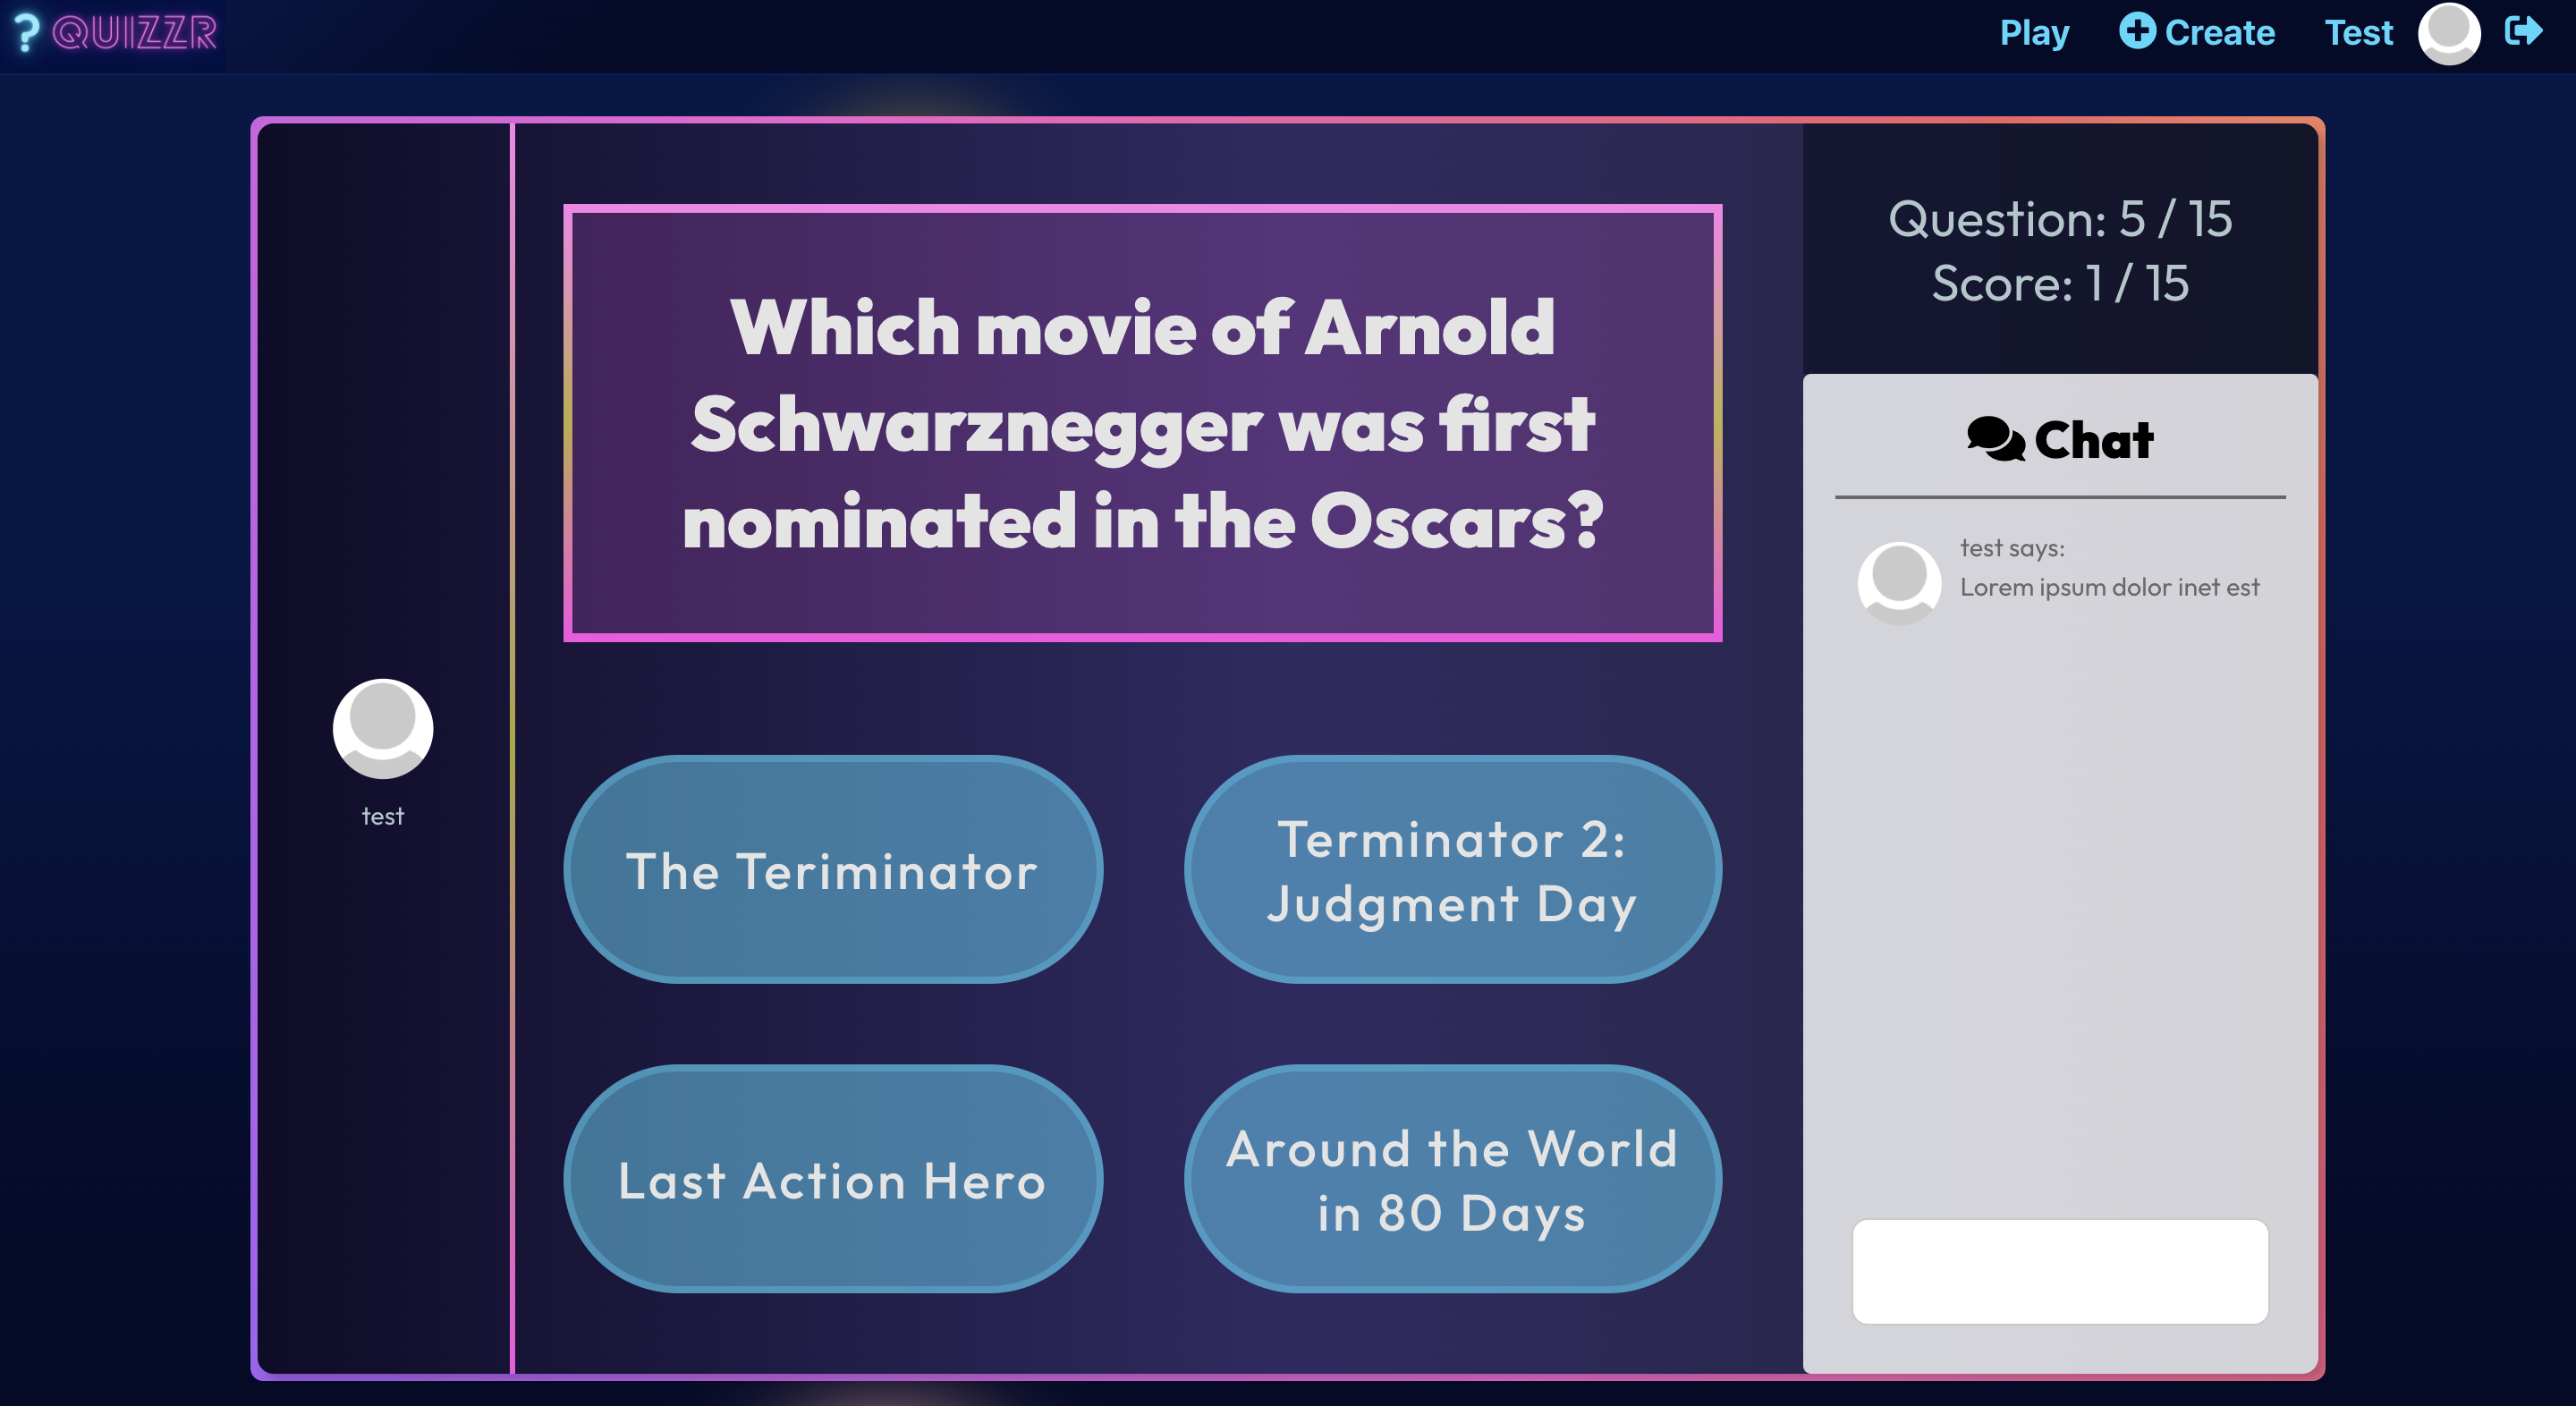 ? QUIZZR
Play
Create
Test
Which movie of Arnold
Schwarznegger was first
nominated in the Oscars?
test
The Teriminator
Terminator 2:
Judgment Day
Last Action Hero
Around the World
in 80 Days
Question: 5 / 15
Score: 1 / 15
Chat
test says:
Lorem ipsum dolor inet est